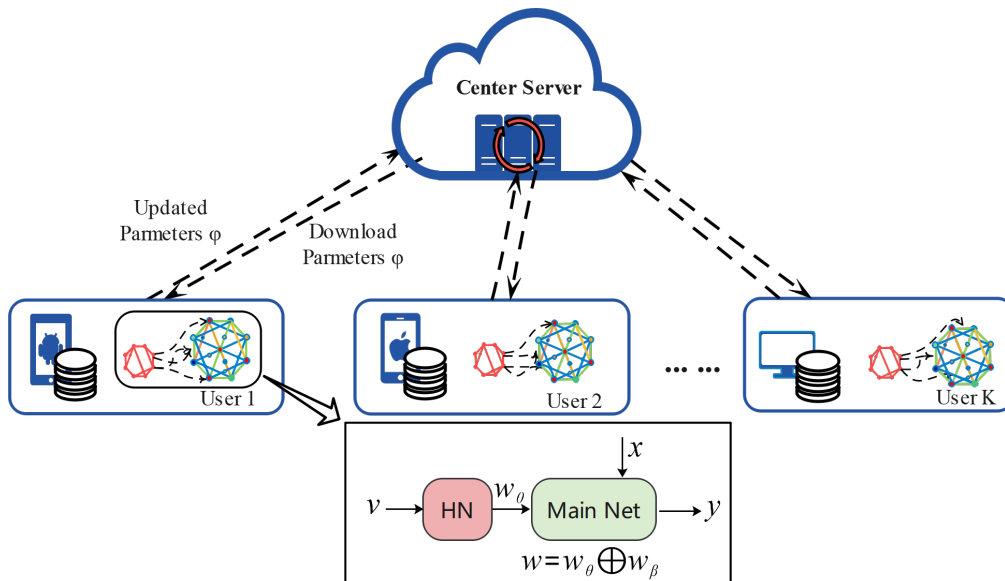 Center Server
Updated
Parmeters φ
Download
Parmeters φ
User 1
User 2
... ...
User K
x
v
HN
w_θ
Main Net
y
w=w_θ⊕w_β